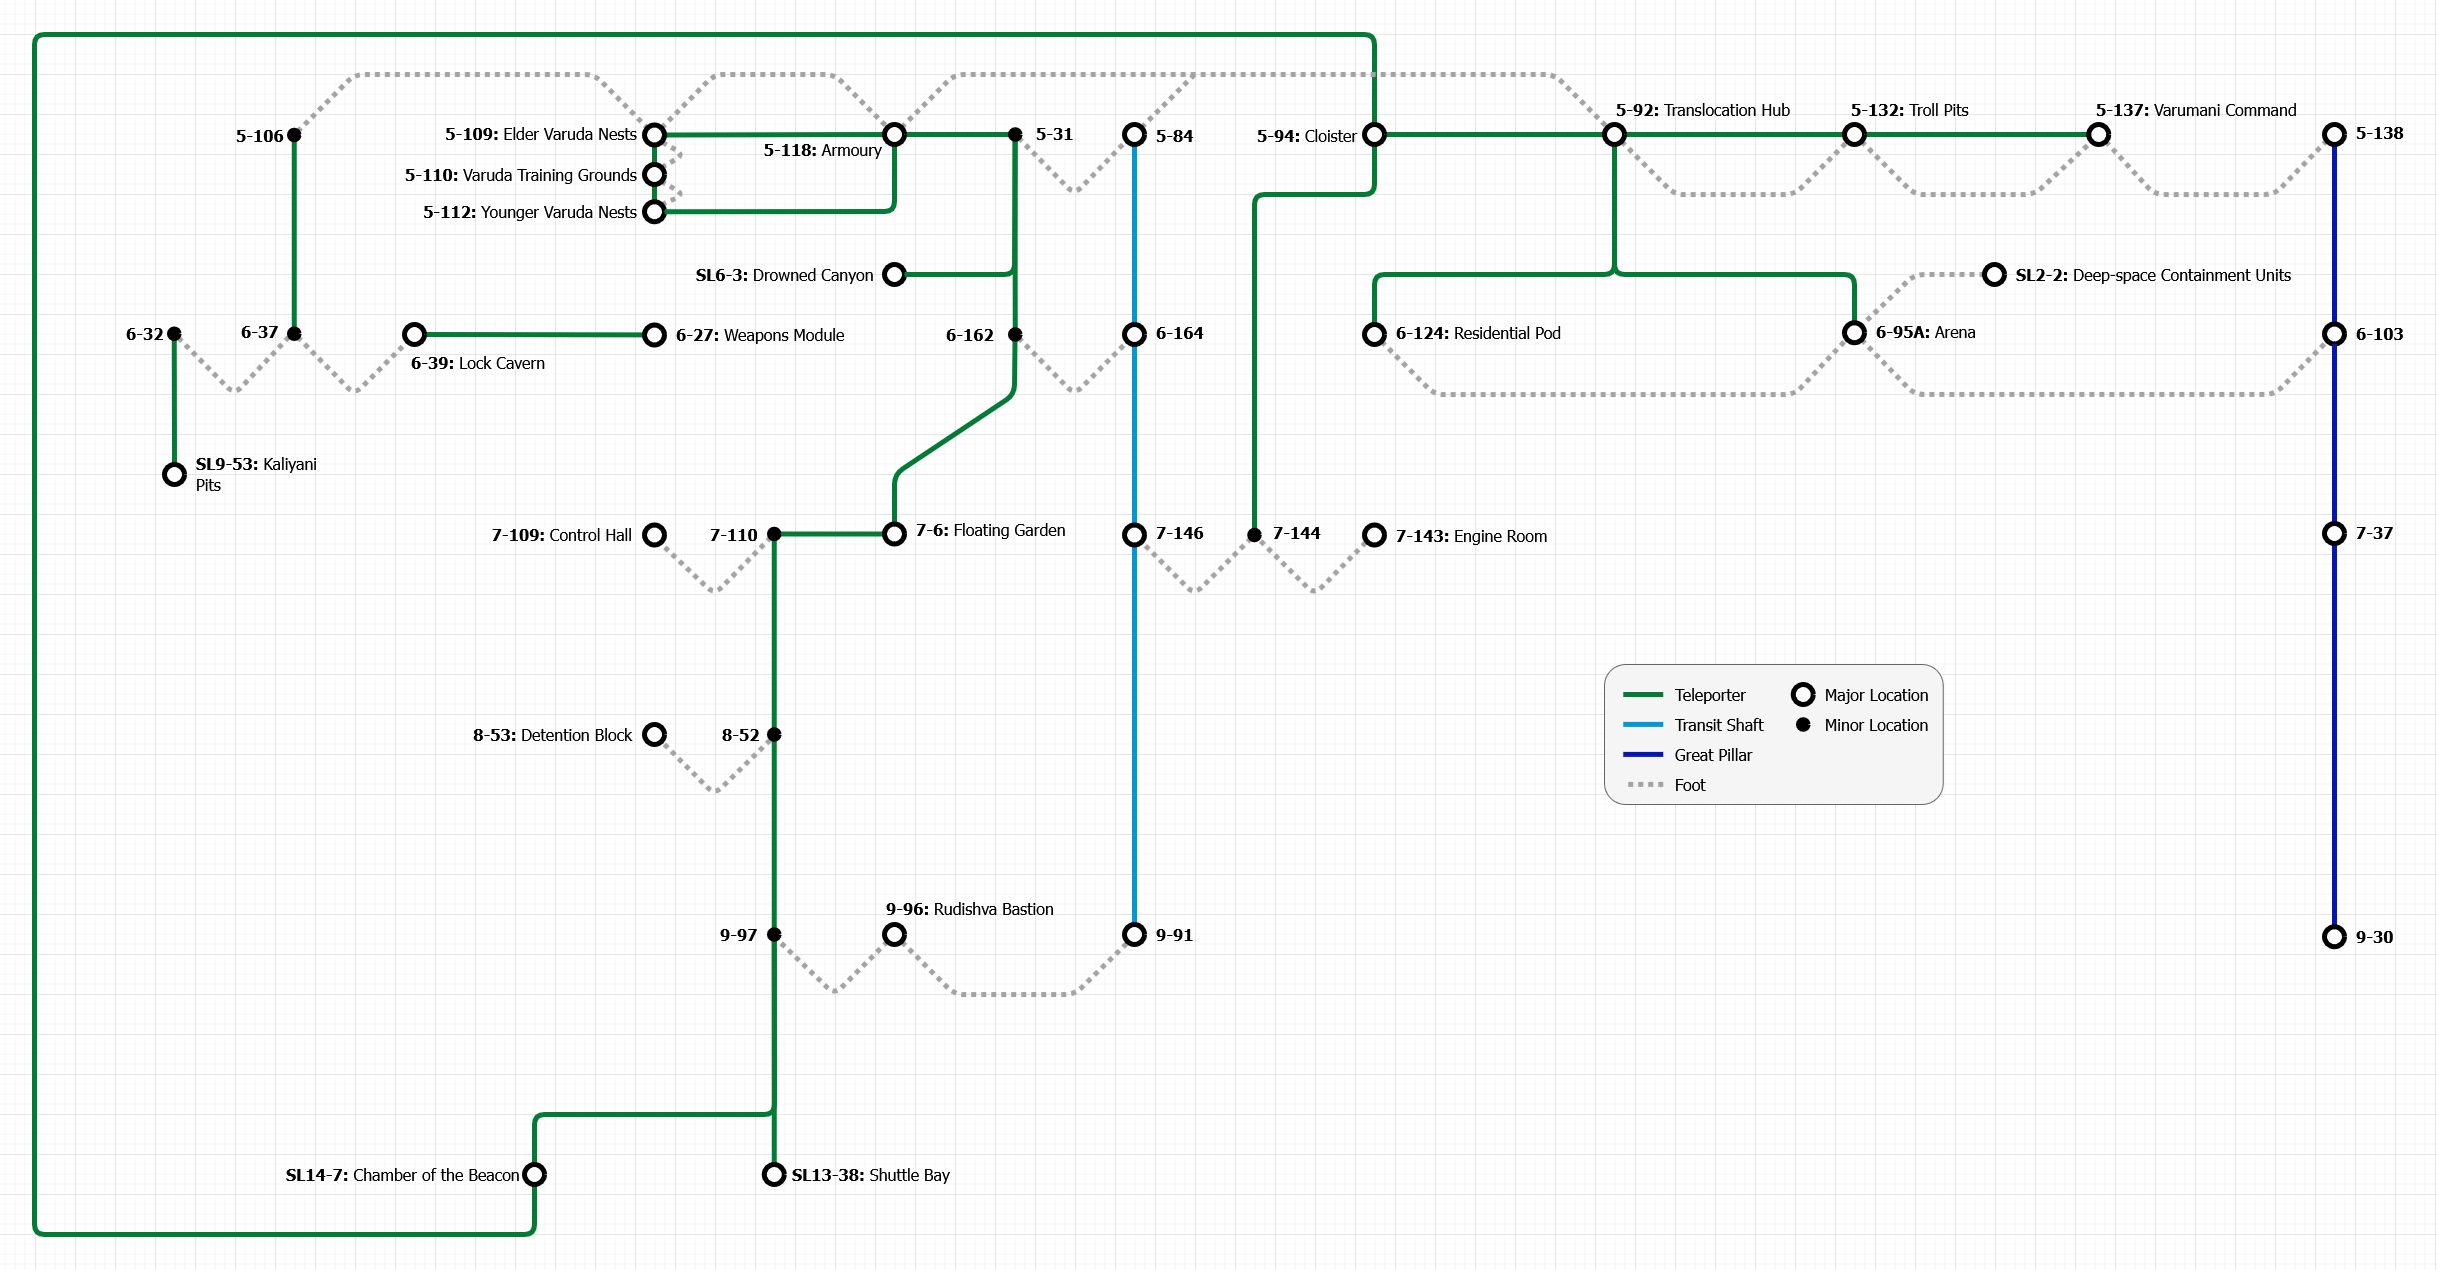 5-106
5-109: Elder Varuda Nests
5-110: Varuda Training Grounds
5-112: Younger Varuda Nests
5-118: Armoury
5-31
5-84
5-94: Cloister
5-92: Translocation Hub
5-132: Troll Pits
5-137: Varumani Command
5-138
SL6-3: Drowned Canyon
SL2-2: Deep-space Containment Units
6-32
6-37
6-39: Lock Cavern
6-27: Weapons Module
6-162
6-164
6-124: Residential Pod
6-95A: Arena
6-103
SL9-53: Kaliyani
Pits
7-109: Control Hall
7-110
7-6: Floating Garden
7-146
7-144
7-143: Engine Room
7-37
8-53: Detention Block
8-52
Teleporter
Major Location
Transit Shaft
Minor Location
Great Pillar
Foot
9-97
9-96: Rudishva Bastion
9-91
9-30
SL14-7: Chamber of the Beacon
SL13-38: Shuttle Bay